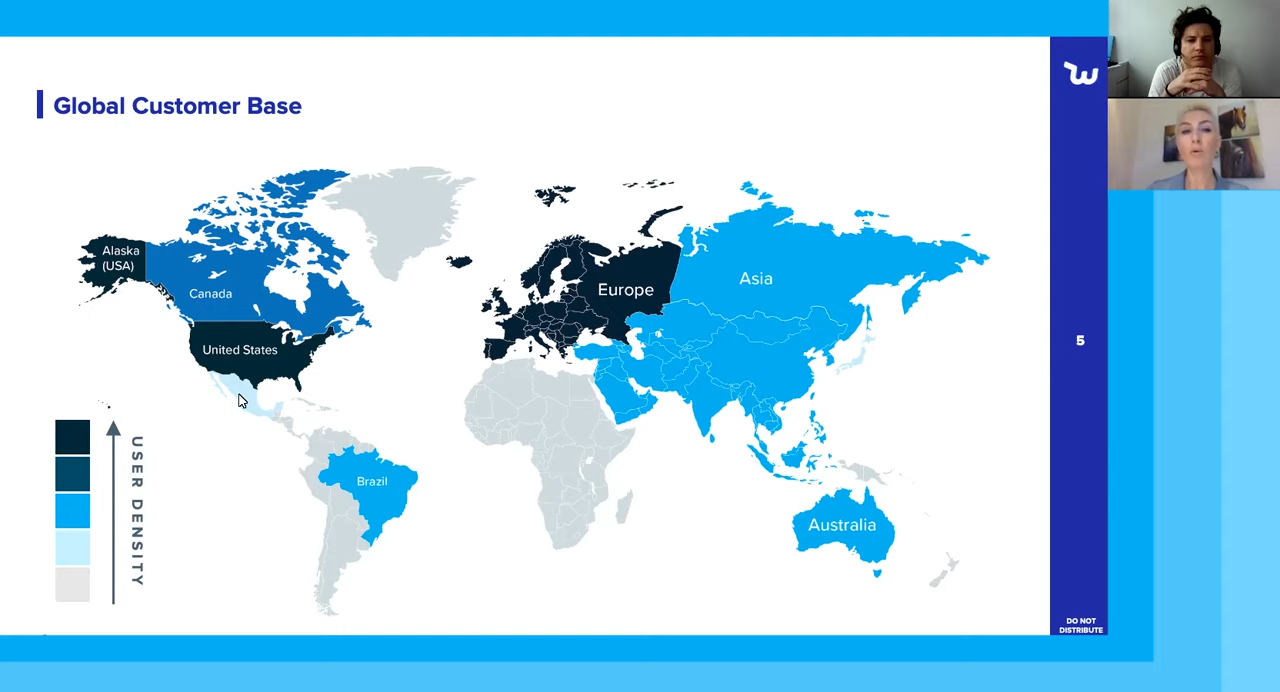 Global Customer Base
Alaska
(USA)
Canada
United States
Europe
Asia
Brazil
Australia
USER DENSITY
5
DO NOT
DISTRIBUTE